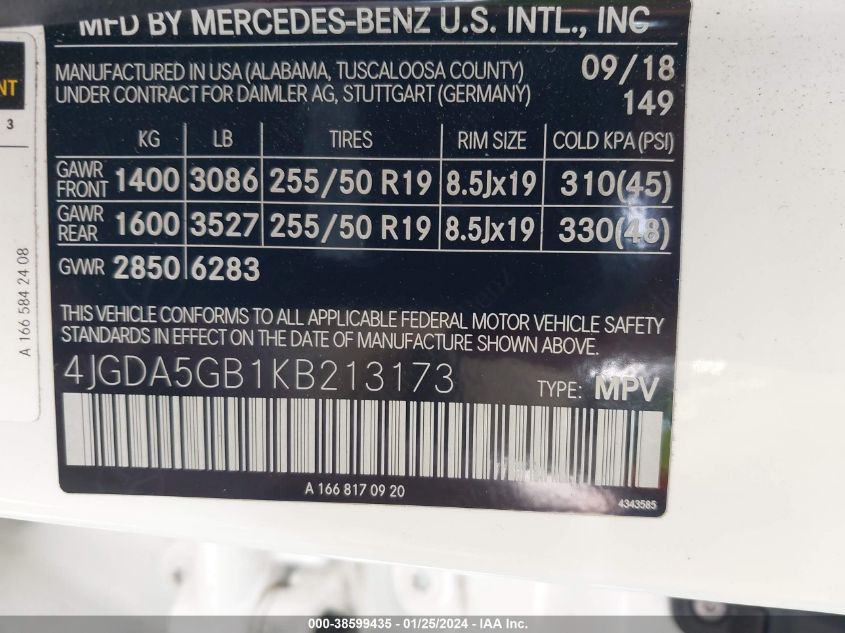 MFD BY MERCEDES-BENZ U.S. INTL., INC
MANUFACTURED IN USA (ALABAMA, TUSCALOOSA COUNTY) 09/18
UNDER CONTRACT FOR DAIMLER AG, STUTTGART (GERMANY) 149
KG LB TIRES RIM SIZE COLD KPA (PSI)
GAWR FRONT 1400 3086 255/50 R19 8.5Jx19 310(45)
GAWR REAR 1600 3527 255/50 R19 8.5Jx19 330(48)
GVWR 2850 6283
THIS VEHICLE CONFORMS TO ALL APPLICABLE FEDERAL MOTOR VEHICLE SAFETY
STANDARDS IN EFFECT ON THE DATE OF MANUFACTURE SHOWN ABOVE.
4JGDA5GB1KB213173 TYPE: MPV
A 166 817 09 20
4343585
NT
3
A 166 584 24 08
000-38599435 - 01/25/2024 - IAA Inc.